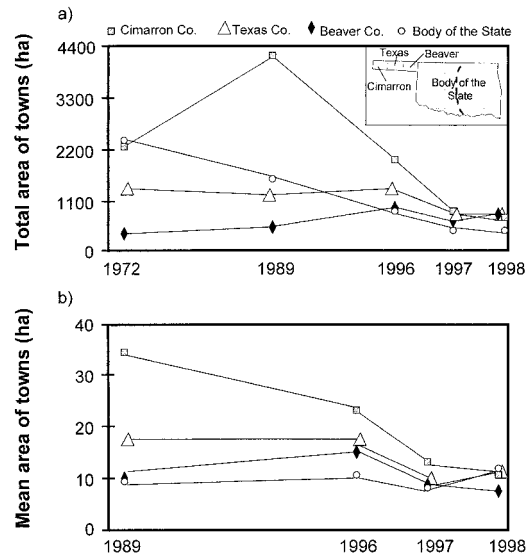 a)
Cimarron Co. Texas Co. Beaver Co. Body of the State
Total area of towns (ha)
4400
3300
2200
1100
0
Texas Beaver
Cimarron
Body of the
State
1972 1989 1996 1997 1998
b)
Mean area of towns (ha)
40
30
20
10
0
1989 1996 1997 1998